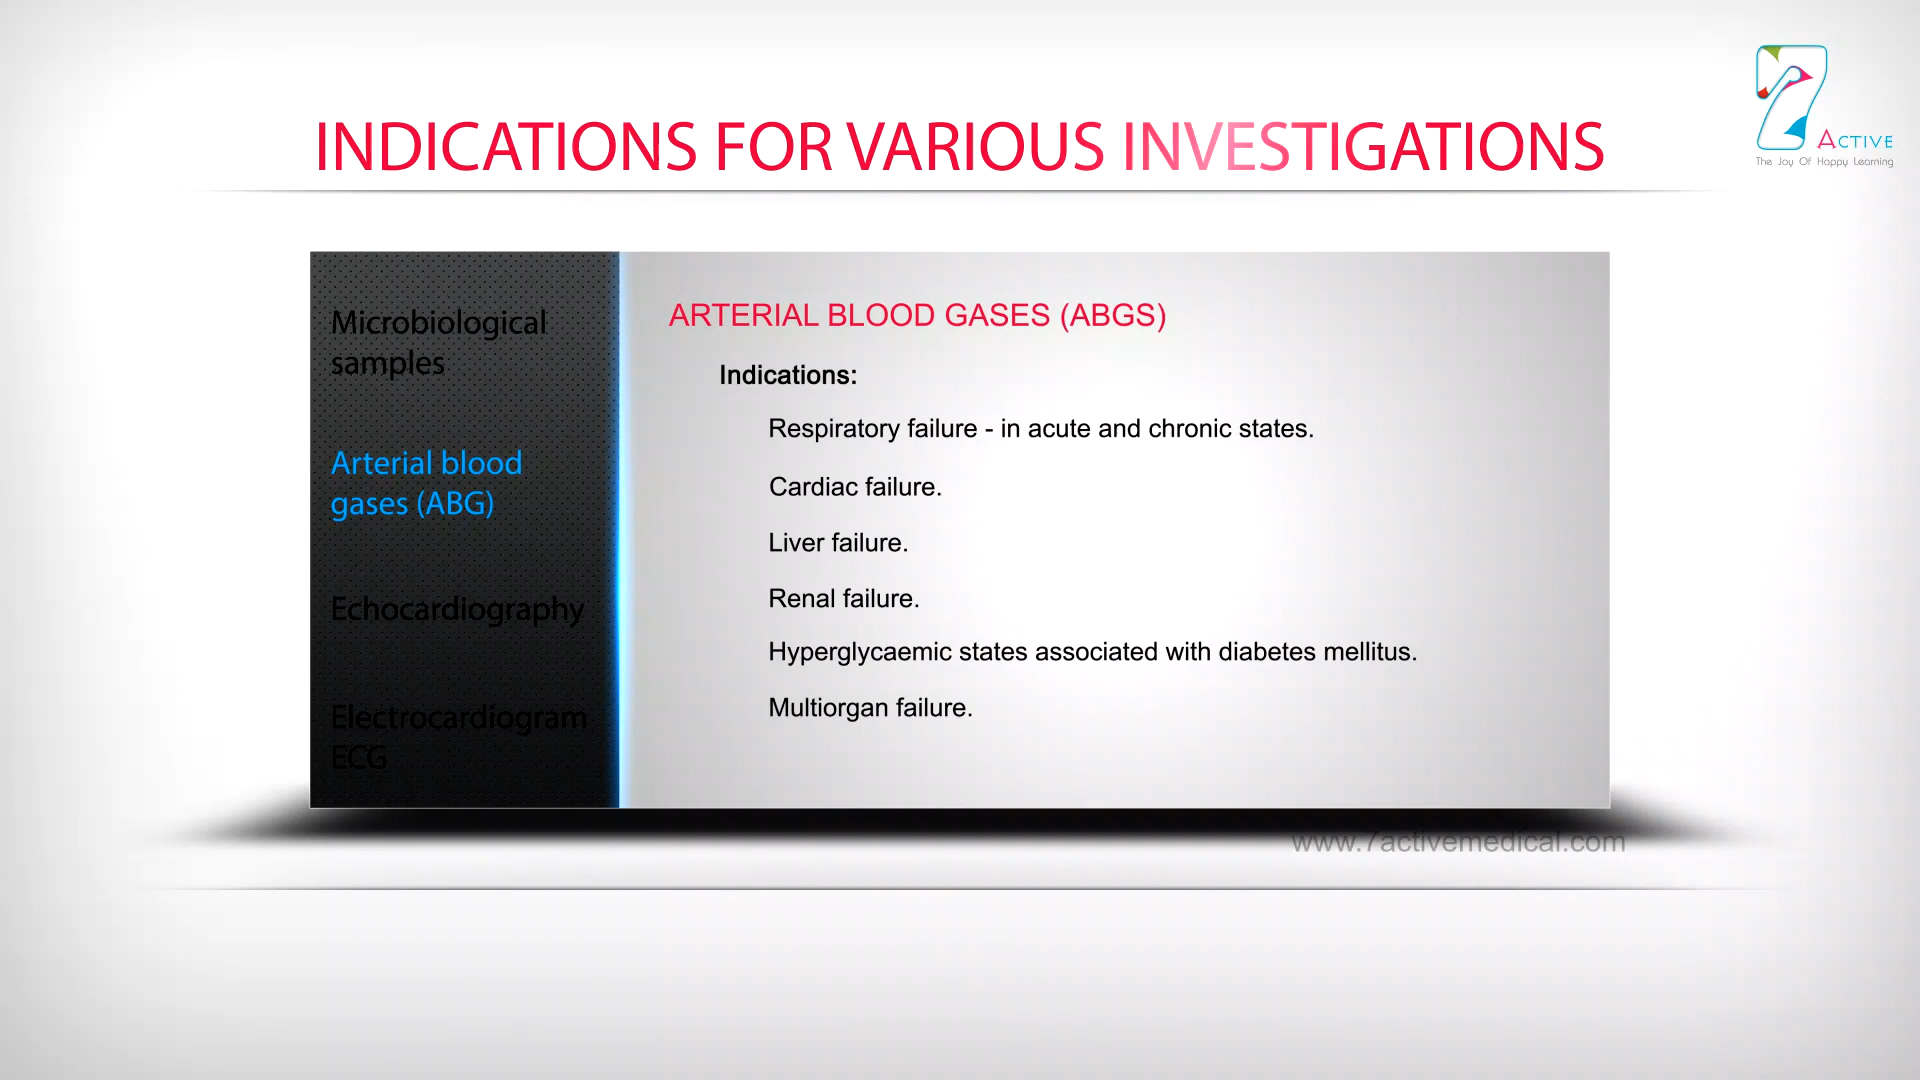 INDICATIONS FOR VARIOUS INVESTIGATIONS
7 ACTIVE
The Joy Of Happy Learning
Microbiological
samples
Arterial blood
gases (ABG)
Echocardiography
Electrocardiogram
ECG
ARTERIAL BLOOD GASES (ABGS)
Indications:
Respiratory failure - in acute and chronic states.
Cardiac failure.
Liver failure.
Renal failure.
Hyperglycaemic states associated with diabetes mellitus.
Multiorgan failure.
www.7activemedical.com